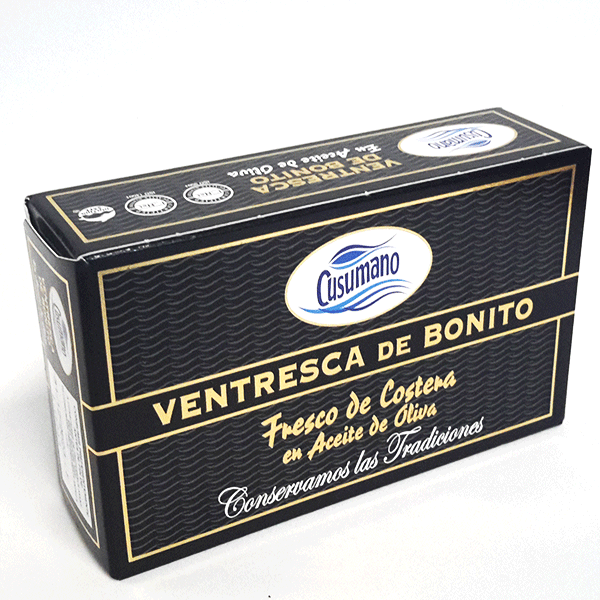 Cusumano
VENTRESCA
DE BONITO
En Aceite de Oliva
Cusumano
VENTRESCA DE BONITO
Fresco de Costera
en Aceite de Oliva
Conservamos las Tradiciones